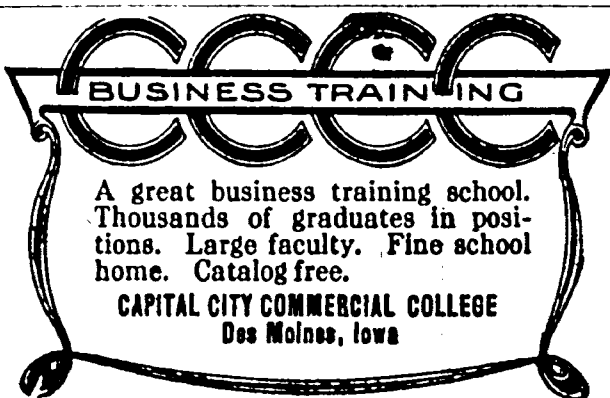 CCCC
BUSINESS TRAINING
A great business training school.
Thousands of graduates in posi-
tions. Large faculty. Fine school
home. Catalog free.
CAPITAL CITY COMMERCIAL COLLEGE
Des Moines, Iowa